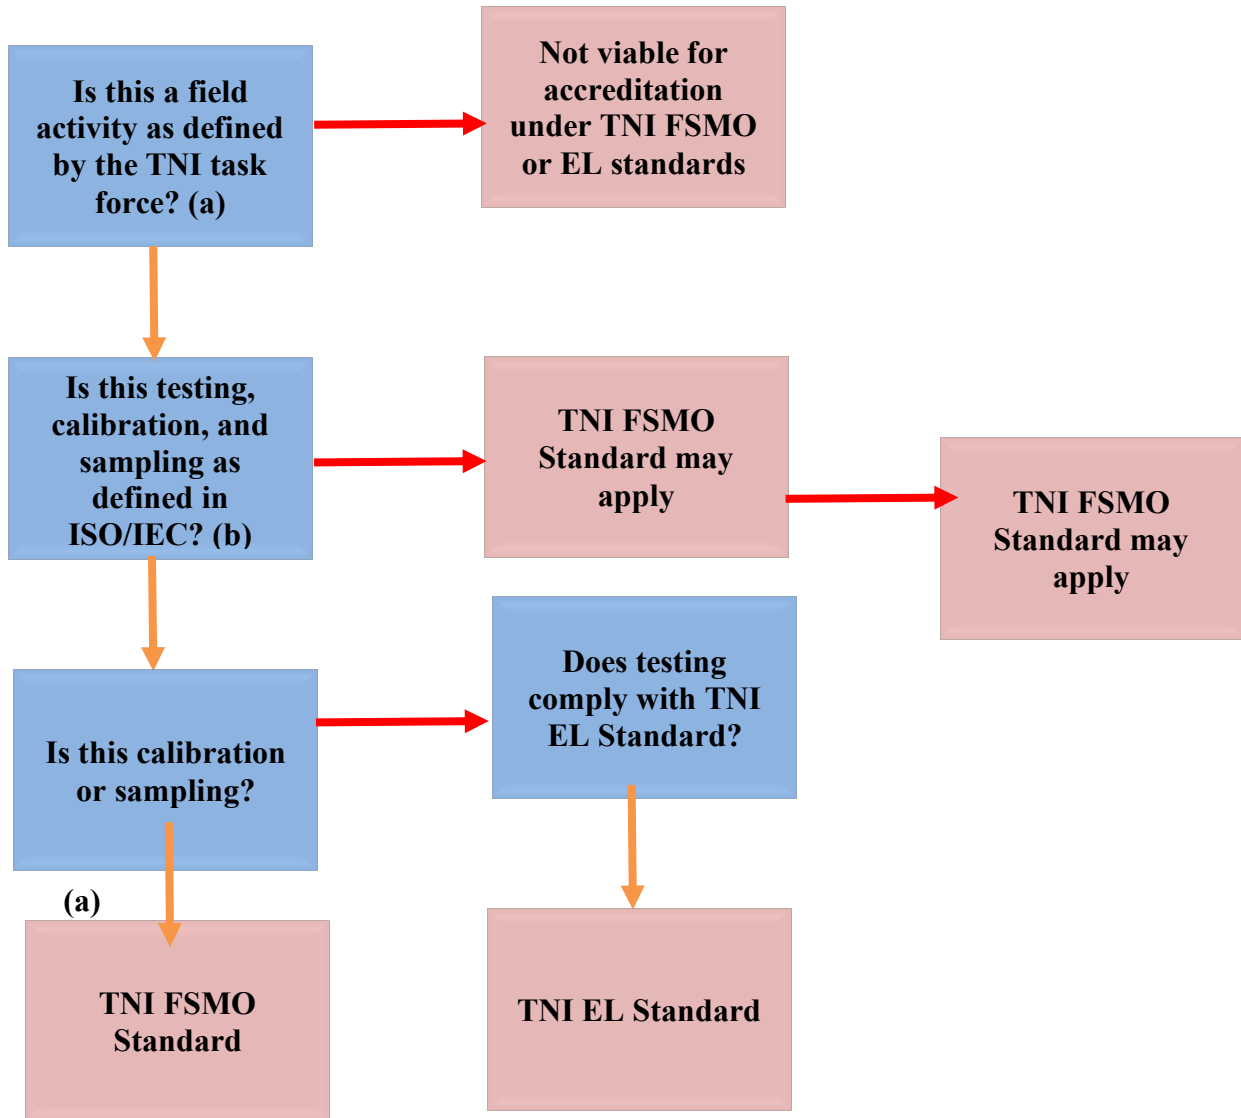 Is this a field
activity as defined
by the TNI task
force? (a)
Not viable for
accreditation
under TNI FSMO
or EL standards
Is this testing,
calibration, and
sampling as
defined in
ISO/IEC? (b)
TNI FSMO
Standard may
apply
TNI FSMO
Standard may
apply
Is this calibration
or sampling?
Does testing
comply with TNI
EL Standard?
(a)
TNI FSMO
Standard
TNI EL Standard